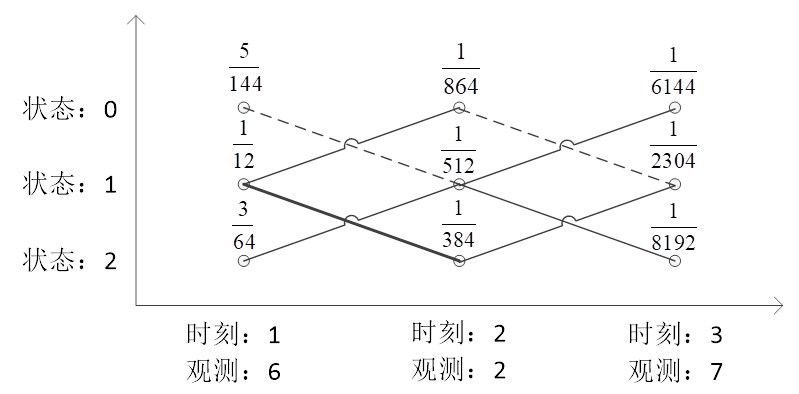 5/144 1/864 1/6144
状态：0
1/12 1/512 1/2304
状态：1
3/64 1/384 1/8192
状态：2
时刻：1 时刻：2 时刻：3
观测：6 观测：2 观测：7